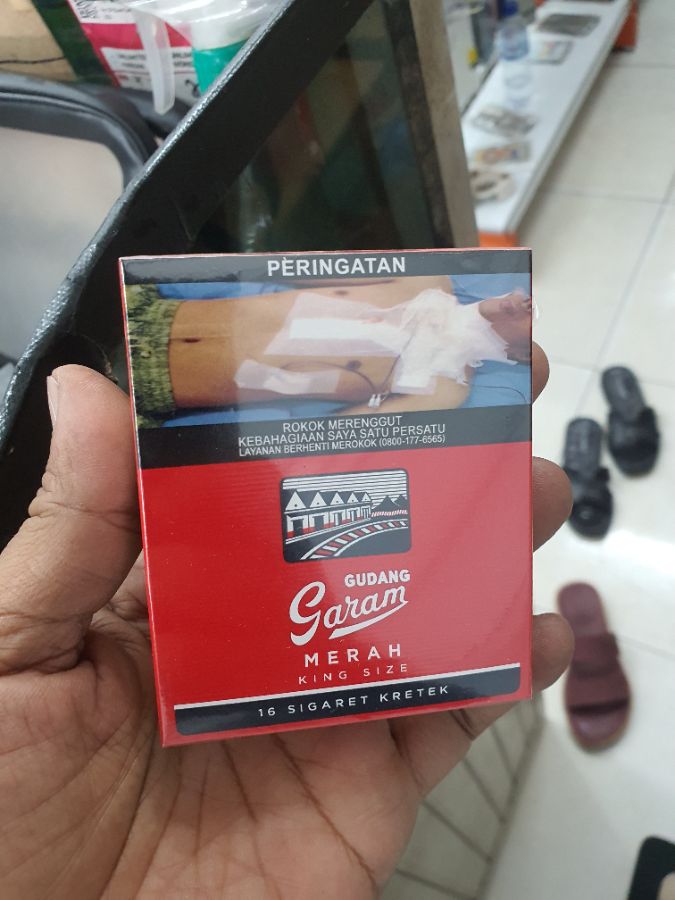 PERINGATAN
ROKOK MERENGGUT
KEBAHAGIAAN SAYA SATU PERSATU
LAYANAN BERHENTI MEROKOK (0800-177-6565)
GUDANG
Garam
MERAH
KING SIZE
16 SIGARET KRETEK